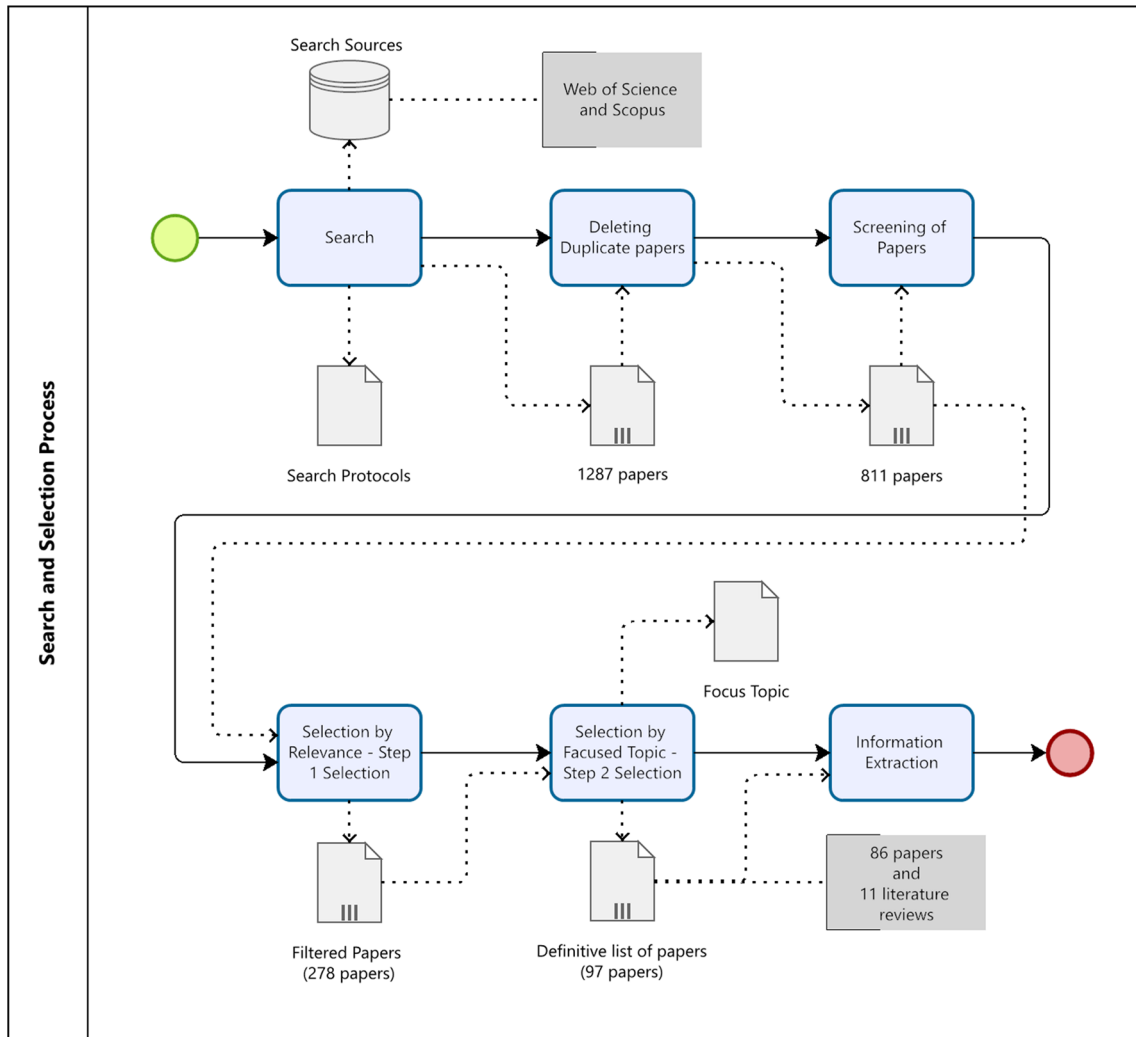 Search and Selection Process
Search Sources
Web of Science
and Scopus
Search
Deleting
Duplicate papers
Screening of
Papers
Search Protocols
1287 papers
811 papers
Focus Topic
Selection by
Relevance - Step
1 Selection
Selection by
Facused Topic -
Step 2 Selection
Information
Extraction
86 papers
and
11 literature
reviews
Filtered Papers
(278 papers)
Definitive list of papers
(97 papers)